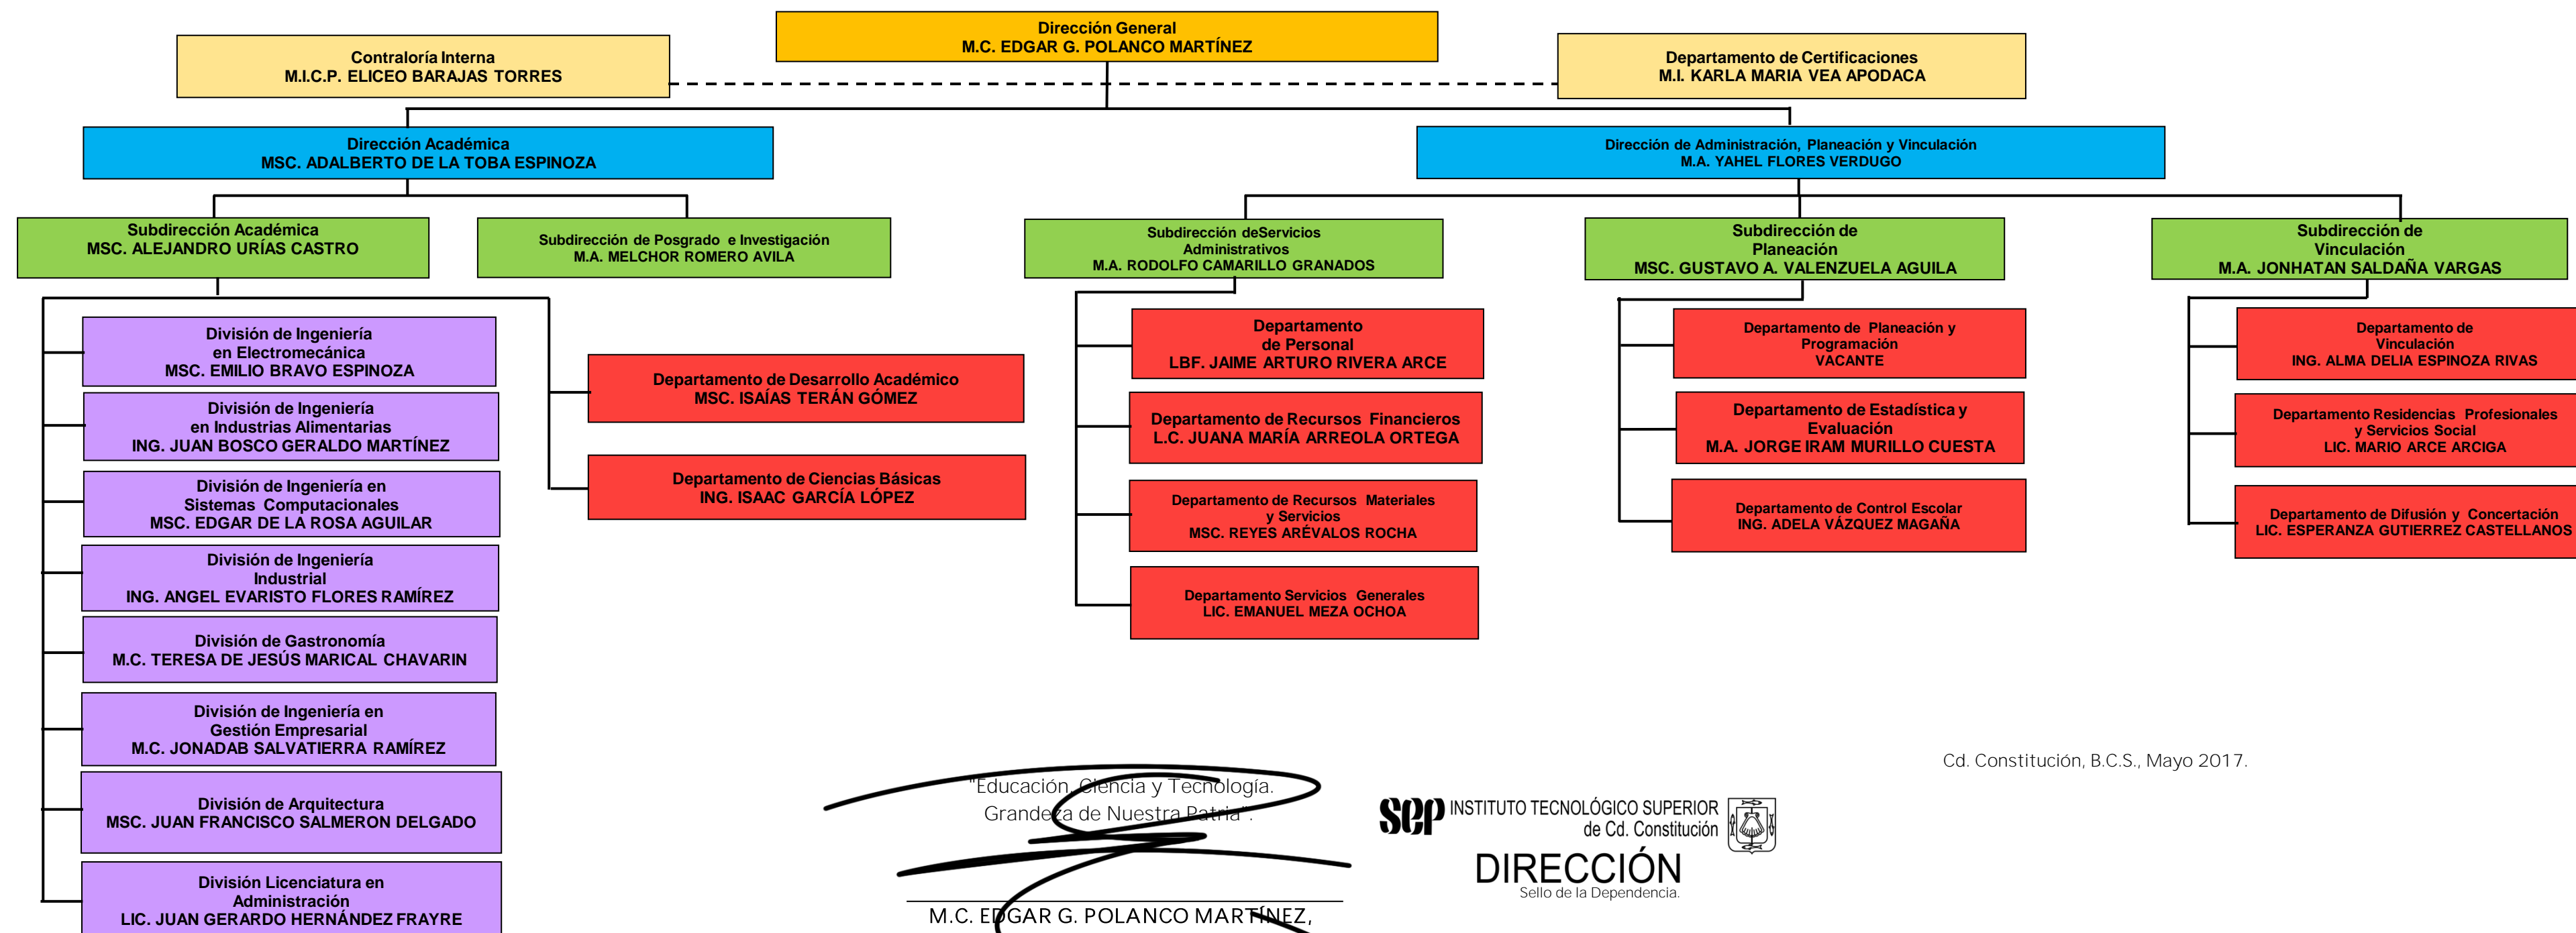 Dirección General
M.C. EDGAR G. POLANCO MARTÍNEZ
Contraloría Interna
M.I.C.P. ELICEO BARAJAS TORRES
Departamento de Certificaciones
M.I. KARLA MARIA VEA APODACA
Dirección Académica
MSC. ADALBERTO DE LA TOBA ESPINOZA
Dirección de Administración, Planeación y Vinculación
M.A. YAHEL FLORES VERDUGO
Subdirección Académica
MSC. ALEJANDRO URÍAS CASTRO
Subdirección de Posgrado e Investigación
M.A. MELCHOR ROMERO AVILA
Subdirección deServicios
Administrativos
M.A. RODOLFO CAMARILLO GRANADOS
Subdirección de
Planeación
MSC. GUSTAVO A. VALENZUELA AGUILA
Subdirección de
Vinculación
M.A. JONHATAN SALDAÑA VARGAS
División de Ingeniería
en Electromecánica
MSC. EMILIO BRAVO ESPINOZA
División de Ingeniería
en Industrias Alimentarias
ING. JUAN BOSCO GERALDO MARTÍNEZ
División de Ingeniería en
Sistemas Computacionales
MSC. EDGAR DE LA ROSA AGUILAR
División de Ingeniería
Industrial
ING. ANGEL EVARISTO FLORES RAMÍREZ
División de Gastronomía
M.C. TERESA DE JESÚS MARICAL CHAVARIN
División de Ingeniería en
Gestión Empresarial
M.C. JONADAB SALVATIERRA RAMÍREZ
División de Arquitectura
MSC. JUAN FRANCISCO SALMERON DELGADO
División Licenciatura en
Administración
LIC. JUAN GERARDO HERNÁNDEZ FRAYRE
Departamento de Desarrollo Académico
MSC. ISAÍAS TERÁN GÓMEZ
Departamento de Ciencias Básicas
ING. ISAAC GARCÍA LÓPEZ
Departamento
de Personal
LBF. JAIME ARTURO RIVERA ARCE
Departamento de Recursos Financieros
L.C. JUANA MARÍA ARREOLA ORTEGA
Departamento de Recursos Materiales
y Servicios
MSC. REYES ARÉVALOS ROCHA
Departamento Servicios Generales
LIC. EMANUEL MEZA OCHOA
Departamento de Planeación y
Programación
VACANTE
Departamento de Estadística y
Evaluación
M.A. JORGE IRAM MURILLO CUESTA
Departamento de Control Escolar
ING. ADELA VÁZQUEZ MAGAÑA
Departamento de
Vinculación
ING. ALMA DELIA ESPINOZA RIVAS
Departamento Residencias Profesionales
y Servicios Social
LIC. MARIO ARCE ARCIGA
Departamento de Difusión y Concertación
LIC. ESPERANZA GUTIERREZ CASTELLANOS
Cd. Constitución, B.C.S., Mayo 2017.
"Educación, Ciencia y Tecnología.
Grandeza de Nuestra Patria".
M.C. EDGAR G. POLANCO MARTÍNEZ,
sep INSTITUTO TECNOLÓGICO SUPERIOR
de Cd. Constitución
DIRECCIÓN
Sello de la Dependencia.